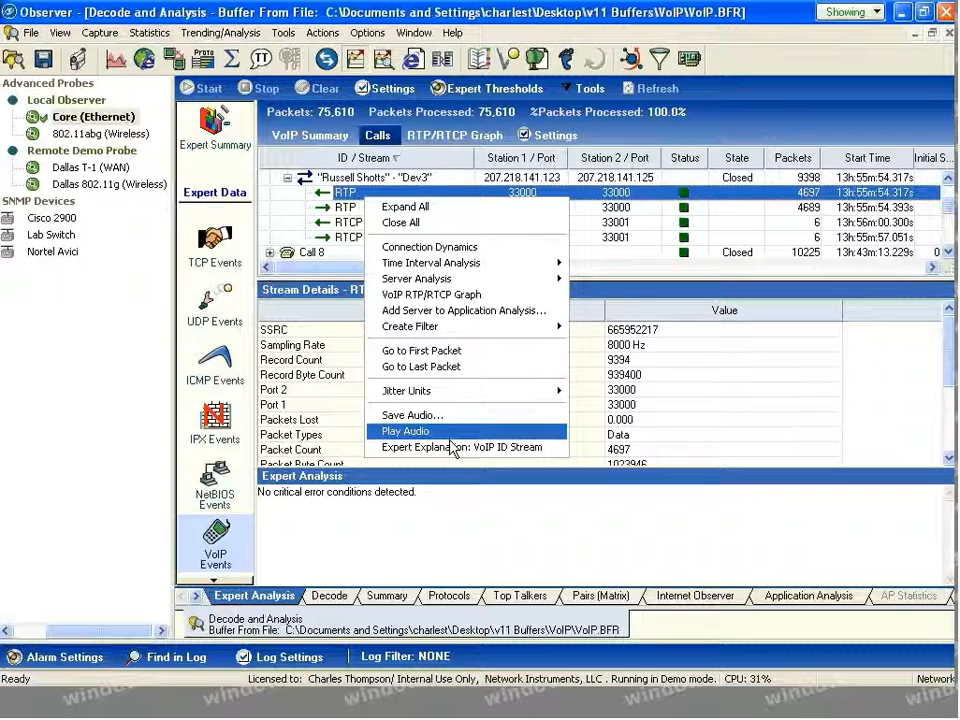 Observer - [Decode and Analysis - Buffer From File: C:\Documents and Settings\charlest\Desktop\v11 Buffers\VoIP\VoIP.BFR]
Showing
File View Capture Statistics Trending/Analysis Tools Actions Options Window Help
Advanced Probes
Local Observer
Core (Ethernet)
802.11abg (Wireless)
Remote Demo Probe
Dallas T-1 (WAN)
Dallas 802.11g (Wireless)
SNMP Devices
Cisco 2900
Lab Switch
Nortel Avici
Start Stop Clear Settings Expert Thresholds Tools Refresh
Expert Summary
Expert Data
TCP Events
UDP Events
ICMP Events
IPX Events
NetBIOS Events
VoIP Events
Packets: 75,610 Packets Processed: 75,610 %Packets Processed: 100.0%
VoIP Summary Calls RTP/RTCP Graph Settings
ID / Stream Station 1 / Port Station 2 / Port Status State Packets Start Time Initial S...
"Russell Shotts" - "Dev3" 207.218.141.123 207.218.141.125 Closed 9398 13h:55m:54.317s
RTP 33000 33000 4697 13h:55m:54.317s
RTP 33000 4689 13h:55m:54.393s
RTCP 33001 6 13h:56m:00.300s
RTCP 33001 6 13h:55m:57.051s
Call 8 Closed 10225 13h:43m:13.229s 0
Expand All
Close All
Connection Dynamics
Time Interval Analysis
Server Analysis
VoIP RTP/RTCP Graph
Add Server to Application Analysis...
Create Filter
Go to First Packet
Go to Last Packet
Jitter Units
Save Audio...
Play Audio
Expert Explanation: VoIP ID Stream
Stream Details - RT
Value
SSRC 665952217
Sampling Rate 8000 Hz
Record Count 9394
Record Byte Count 939400
Port 2 33000
Port 1 33000
Packets Lost 0.000
Packet Types Data
Packet Count 4697
Packet Byte Count 1023946
Expert Analysis
No critical error conditions detected.
Expert Analysis Decode Summary Protocols Top Talkers Pairs (Matrix) Internet Observer Application Analysis AP Statistics
Decode and Analysis
Buffer From File: C:\Documents and Settings\charlest\Desktop\v11 Buffers\VoIP\VoIP.BFR
Alarm Settings Find in Log Log Settings Log Filter: NONE
Ready Licensed to: Charles Thompson/ Internal Use Only, Network Instruments, LLC . Running in Demo mode. CPU: 31% Network